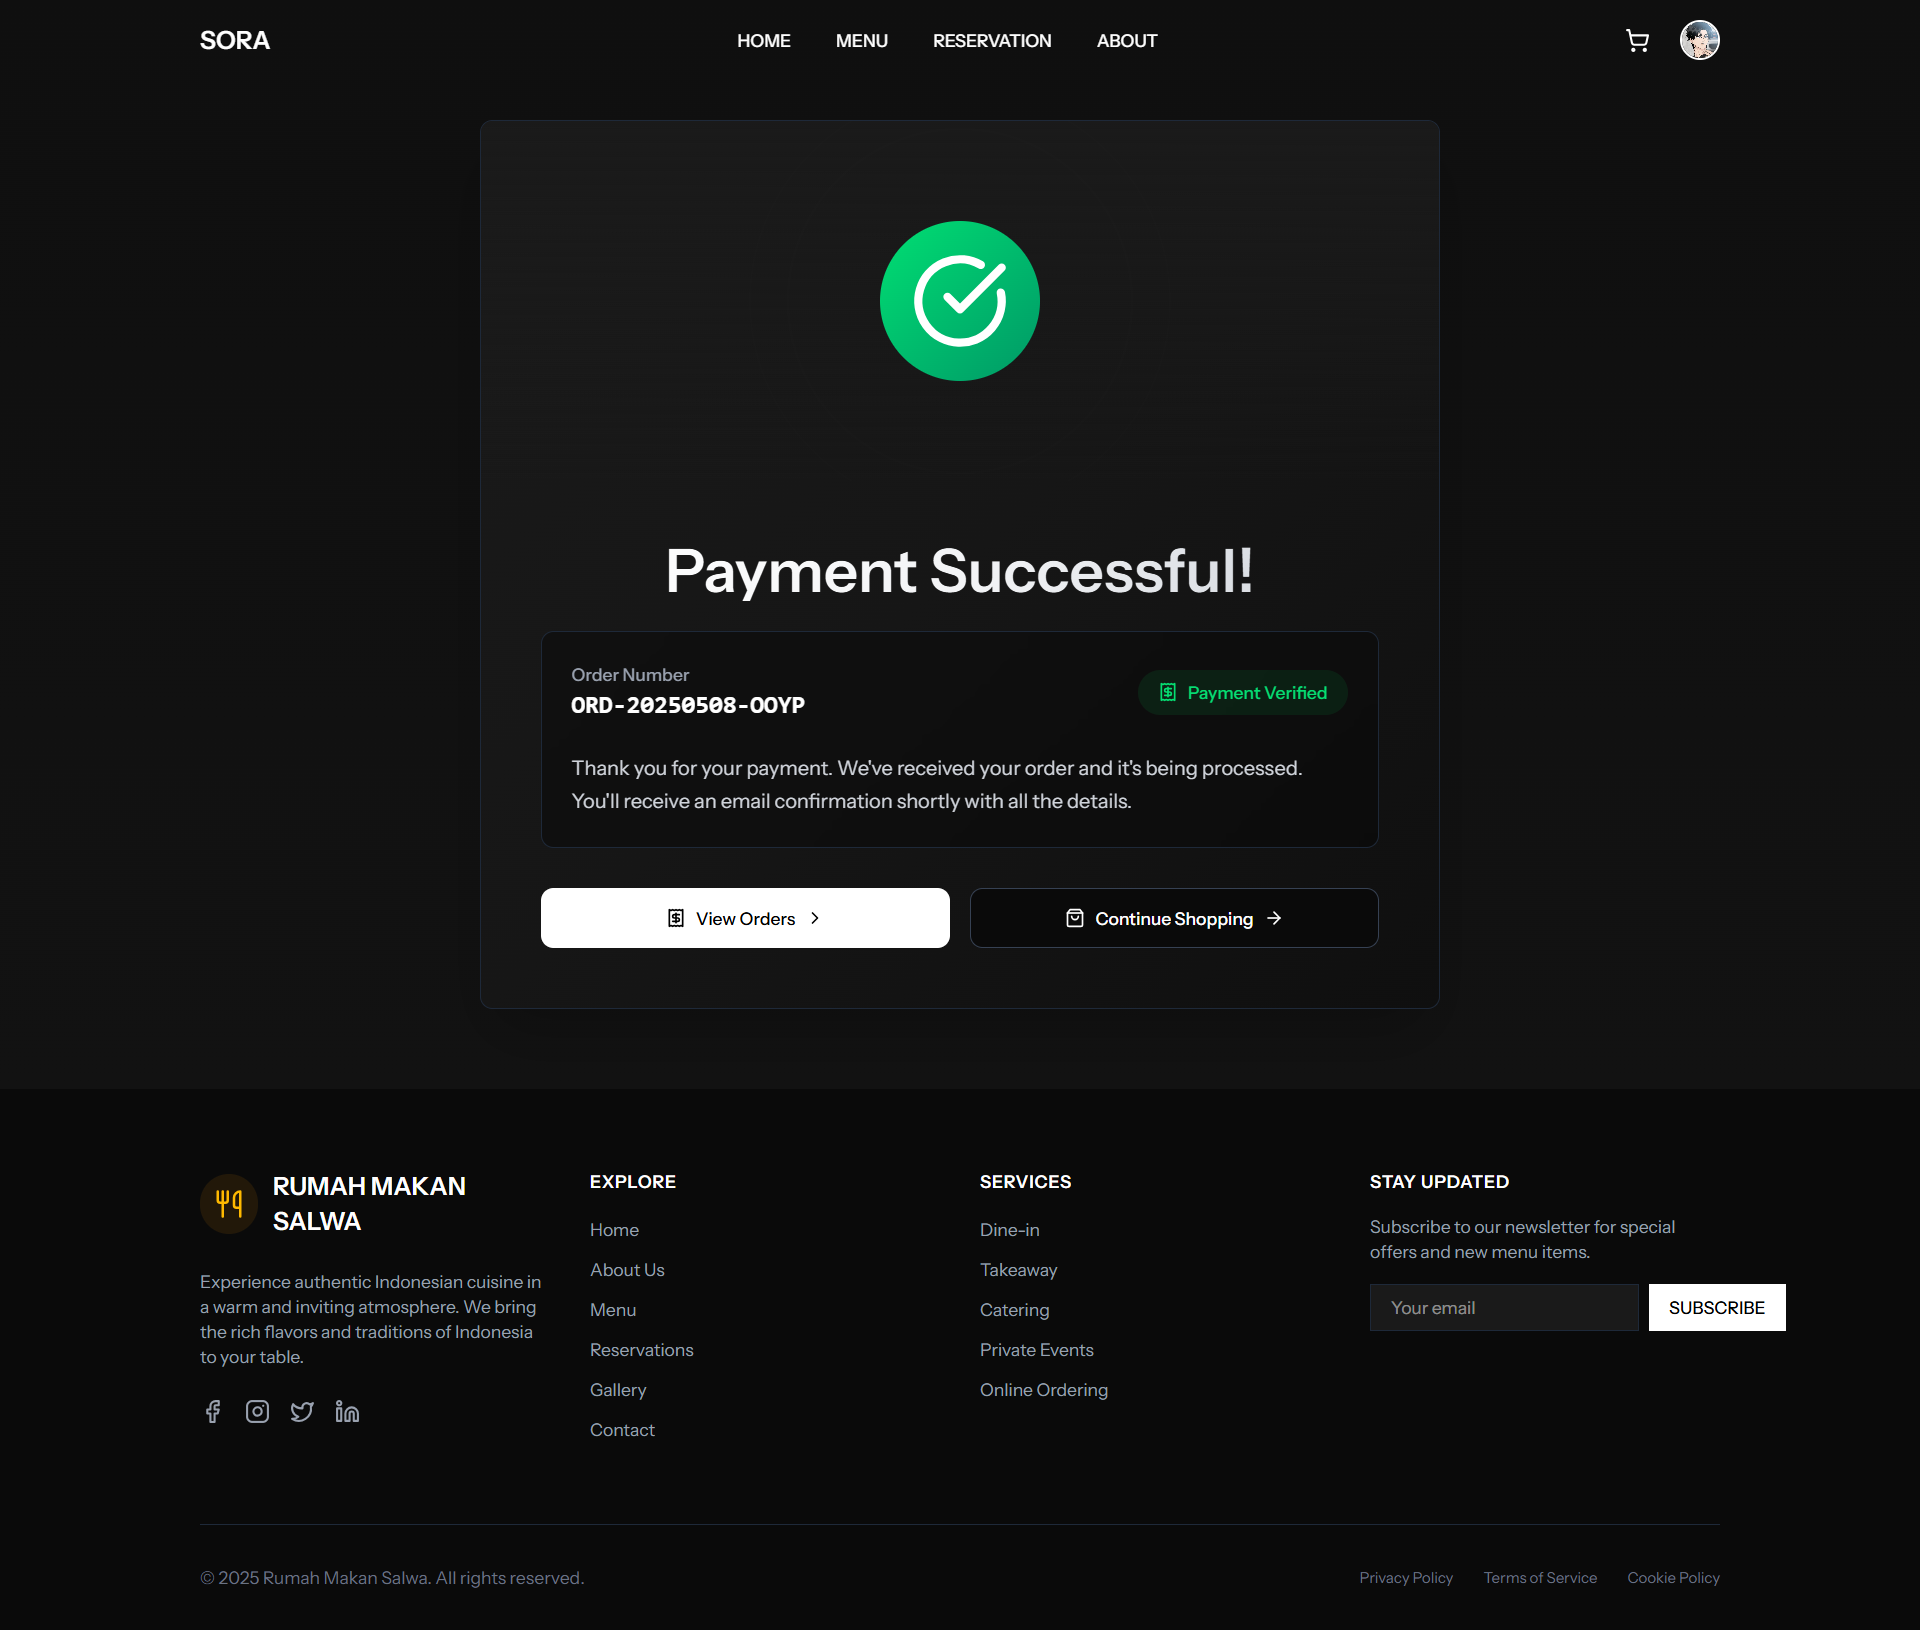 SORA
HOME
MENU
RESERVATION
ABOUT
Payment Successful!
Order Number
ORD-20250508-OOYP
Payment Verified
Thank you for your payment. We've received your order and it's being processed.
You'll receive an email confirmation shortly with all the details.
View Orders
Continue Shopping
RUMAH MAKAN
SALWA
Experience authentic Indonesian cuisine in
a warm and inviting atmosphere. We bring
the rich flavors and traditions of Indonesia
to your table.
EXPLORE
Home
About Us
Menu
Reservations
Gallery
Contact
SERVICES
Dine-in
Takeaway
Catering
Private Events
Online Ordering
STAY UPDATED
Subscribe to our newsletter for special
offers and new menu items.
Your email
SUBSCRIBE
© 2025 Rumah Makan Salwa. All rights reserved.
Privacy Policy
Terms of Service
Cookie Policy